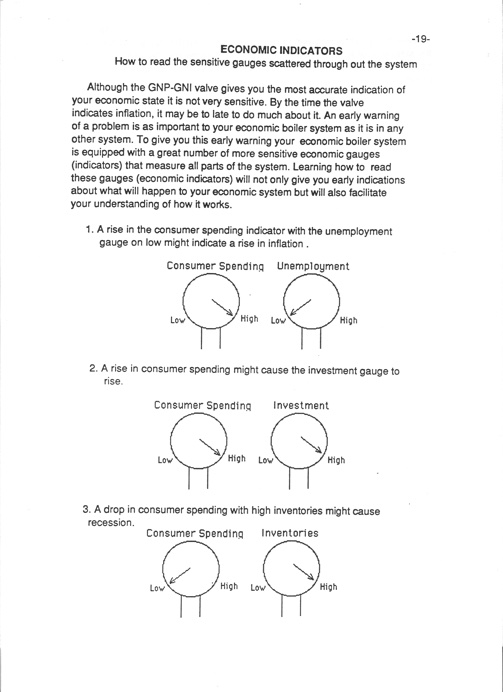 -19-
ECONOMIC INDICATORS
How to read the sensitive gauges scattered through out the system
Although the GNP-GNI valve gives you the most accurate indication of
your economic state it is not very sensitive. By the time the valve
indicates inflation, it may be to late to do much about it. An early warning
of a problem is as important to your economic boiler system as it is in any
other system. To give you this early warning your economic boiler system
is equipped with a great number of more sensitive economic gauges
(indicators) that measure all parts of the system. Learning how to read
these gauges (economic indicators) will not only give you early indications
about what will happen to your economic system but will also facilitate
your understanding of how it works.
1. A rise in the consumer spending indicator with the unemployment
gauge on low might indicate a rise in inflation .
Consumer Spending Unemployment
Low High Low High
2. A rise in consumer spending might cause the investment gauge to
rise.
Consumer Spending Investment
Low High Low High
3. A drop in consumer spending with high inventories might cause
recession.
Consumer Spending Inventories
Low High Low High